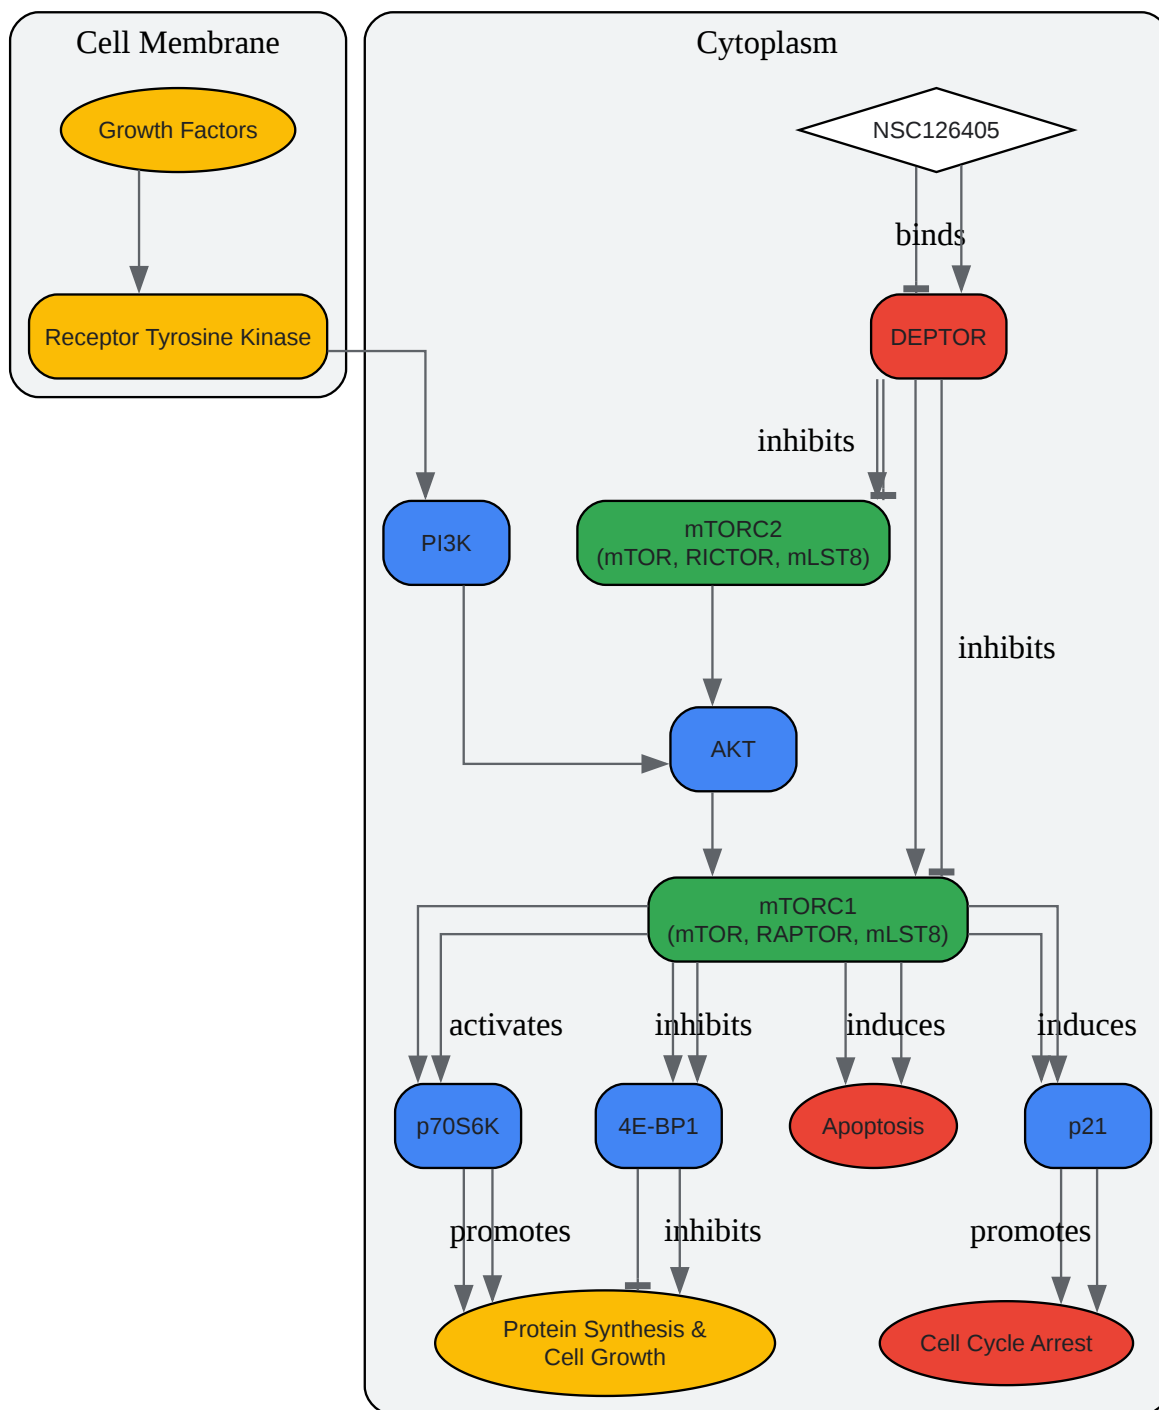 Cell Membrane
Cytoplasm
Growth Factors
NSC126405
binds
Receptor Tyrosine Kinase
DEPTOR
inhibits
PI3K
mTORC2
(mTOR, RICTOR, mLST8)
inhibits
AKT
mTORC1
(mTOR, RAPTOR, mLST8)
activates
inhibits
induces
induces
p70S6K
4E-BP1
Apoptosis
p21
promotes
inhibits
promotes
Protein Synthesis &
Cell Growth
Cell Cycle Arrest